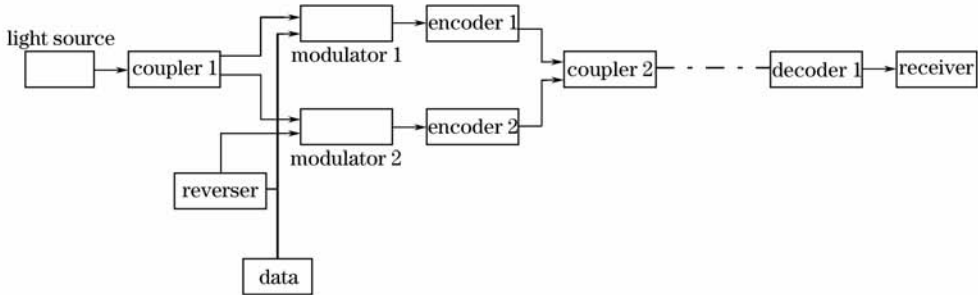 encoder 1
light source
modulator 1
coupler 1
coupler 2
decoder 1
receiver
encoder 2
modulator 2
reverser
data